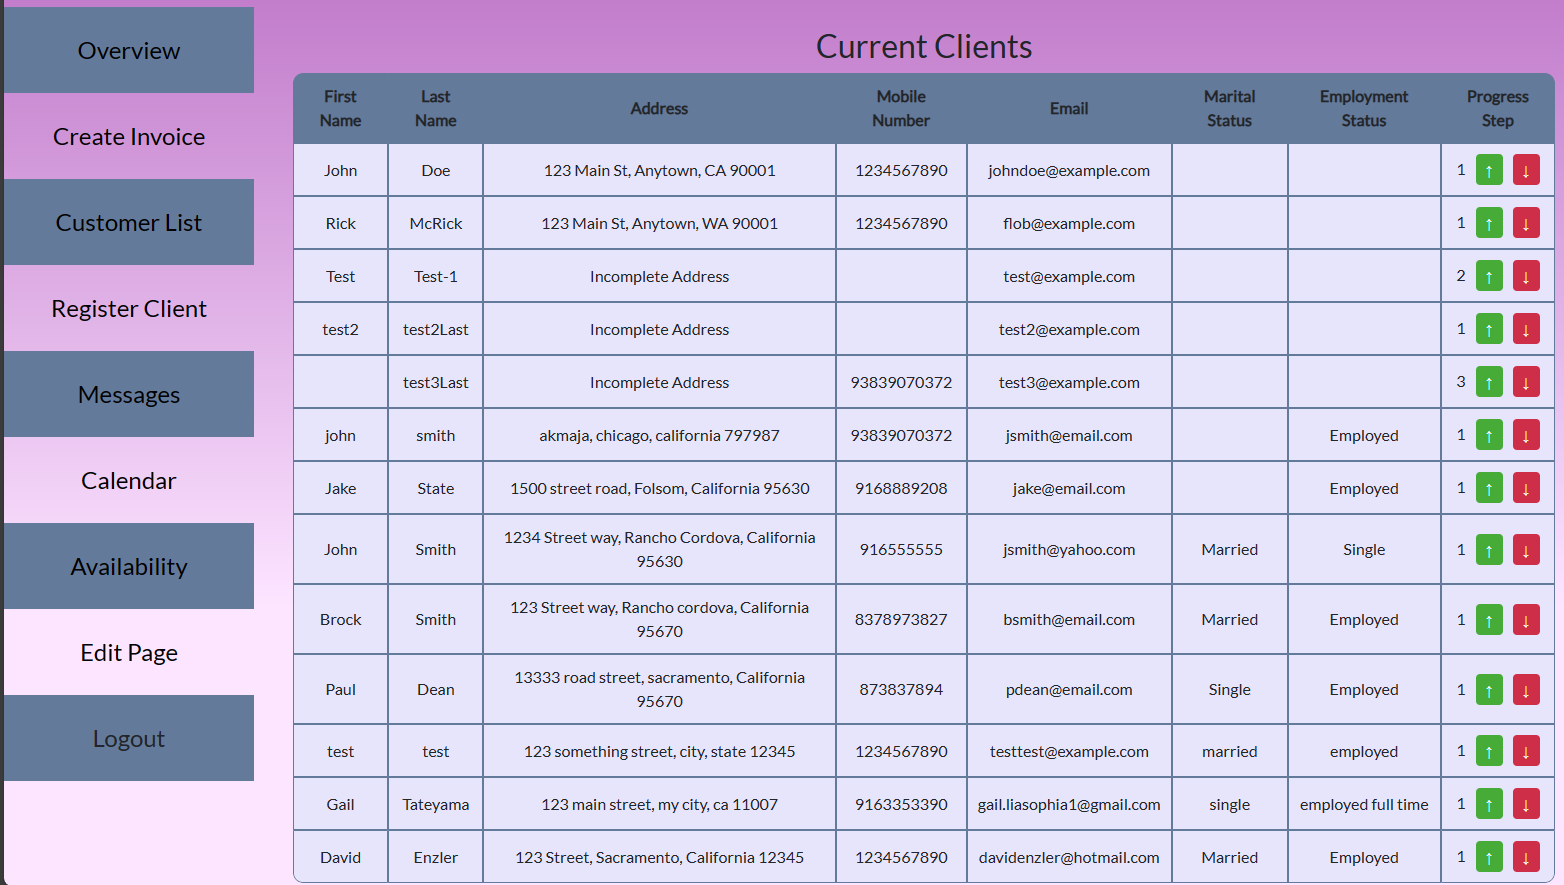 Overview
Create Invoice
Customer List
Register Client
Messages
Calendar
Availability
Edit Page
Logout
Current Clients
First Name Last Name Address Mobile Number Email Marital Status Employment Status Progress Step
John Doe 123 Main St, Anytown, CA 90001 1234567890 johndoe@example.com 1 ↑ ↓
Rick McRick 123 Main St, Anytown, WA 90001 1234567890 flob@example.com 1 ↑ ↓
Test Test-1 Incomplete Address test@example.com 2 ↑ ↓
test2 test2Last Incomplete Address test2@example.com 1 ↑ ↓
test3Last Incomplete Address 93839070372 test3@example.com 3 ↑ ↓
john smith akmaja, chicago, california 797987 93839070372 jsmith@email.com Employed 1 ↑ ↓
Jake State 1500 street road, Folsom, California 95630 9168889208 jake@email.com Employed 1 ↑ ↓
John Smith 1234 Street way, Rancho Cordova, California 95630 916555555 jsmith@yahoo.com Married Single 1 ↑ ↓
Brock Smith 123 Street way, Rancho cordova, California 95670 8378973827 bsmith@email.com Married Employed 1 ↑ ↓
Paul Dean 13333 road street, sacramento, California 95670 873837894 pdean@email.com Single Employed 1 ↑ ↓
test test 123 something street, city, state 12345 1234567890 testtest@example.com married employed 1 ↑ ↓
Gail Tateyama 123 main street, my city, ca 11007 9163353390 gail.liasophia1@gmail.com single employed full time 1 ↑ ↓
David Enzler 123 Street, Sacramento, California 12345 1234567890 davidenzler@hotmail.com Married Employed 1 ↑ ↓